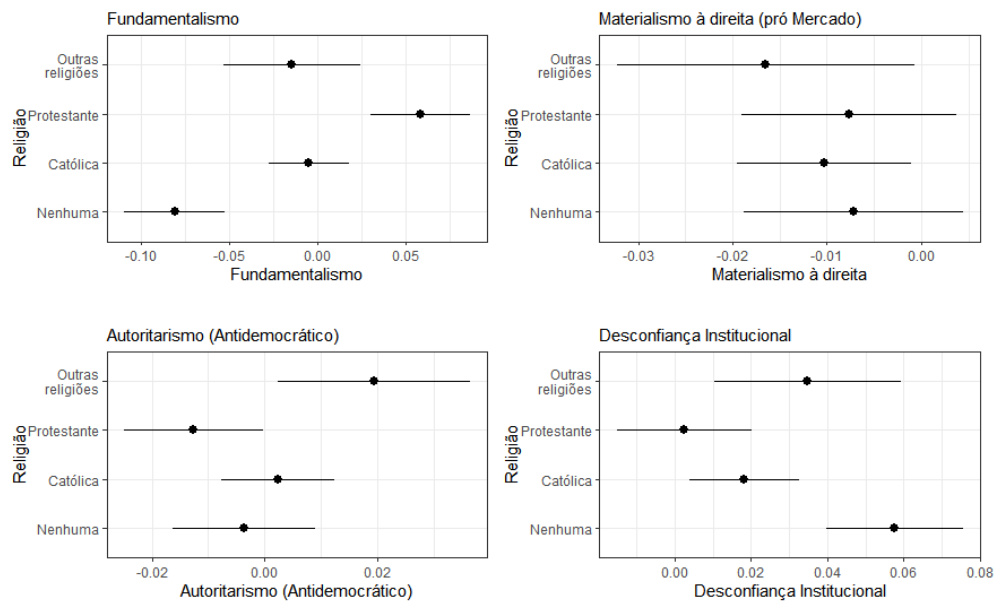 Fundamentalismo
Religião
Outras
religiões
Protestante
Católica
Nenhuma
-0.10 -0.05 0.00 0.05
Fundamentalismo
Materialismo à direita (pró Mercado)
Religião
Outras
religiões
Protestante
Católica
Nenhuma
-0.03 -0.02 -0.01 0.00
Materialismo à direita
Autoritarismo (Antidemocrático)
Religião
Outras
religiões
Protestante
Católica
Nenhuma
-0.02 0.00 0.02
Autoritarismo (Antidemocrático)
Desconfiança Institucional
Religião
Outras
religiões
Protestante
Católica
Nenhuma
0.00 0.02 0.04 0.06 0.08
Desconfiança Institucional